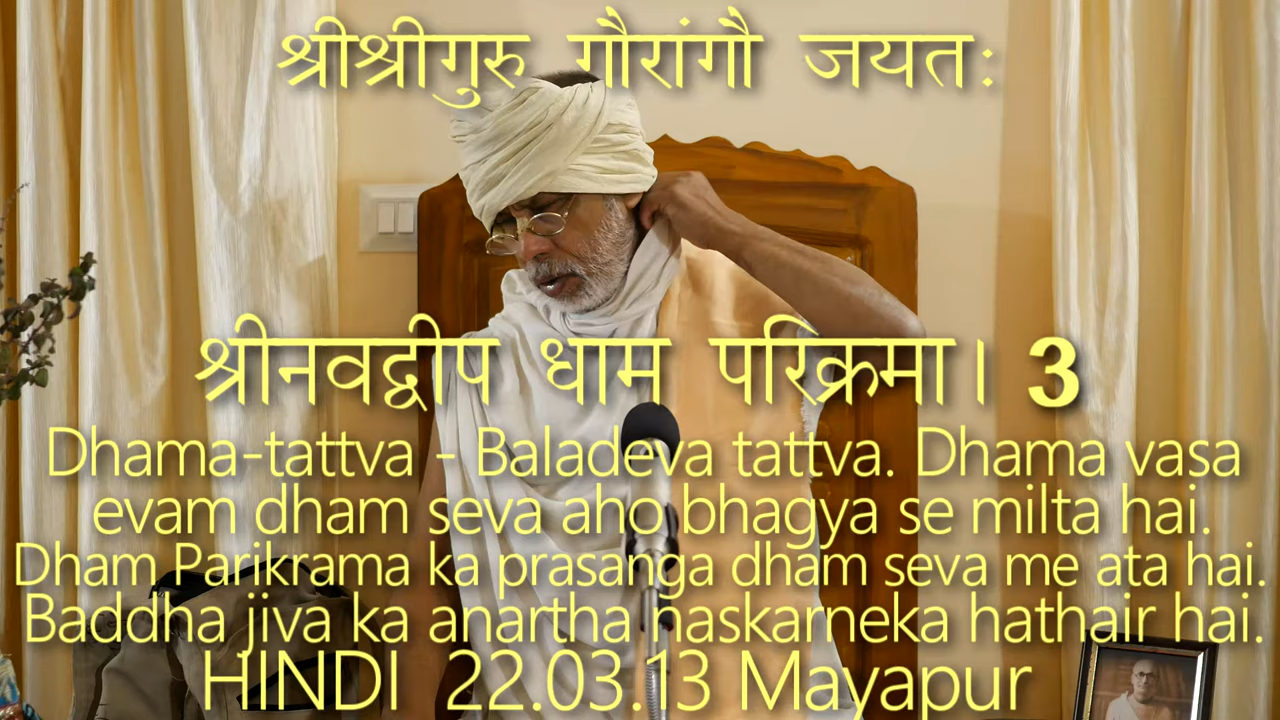 श्रीश्रीगुरु गौरांगौ जयतः
श्रीनवद्वीप धाम परिक्रमा। 3
Dhama-tattva - Baladeva tattva. Dhama vasa
evam dham seva aho bhagya se milta hai.
Dham Parikrama ka prasanga dham seva me ata hai.
Baddha jiva ka anartha naskarneka hathair hai.
HINDI 22.03.13 Mayapur